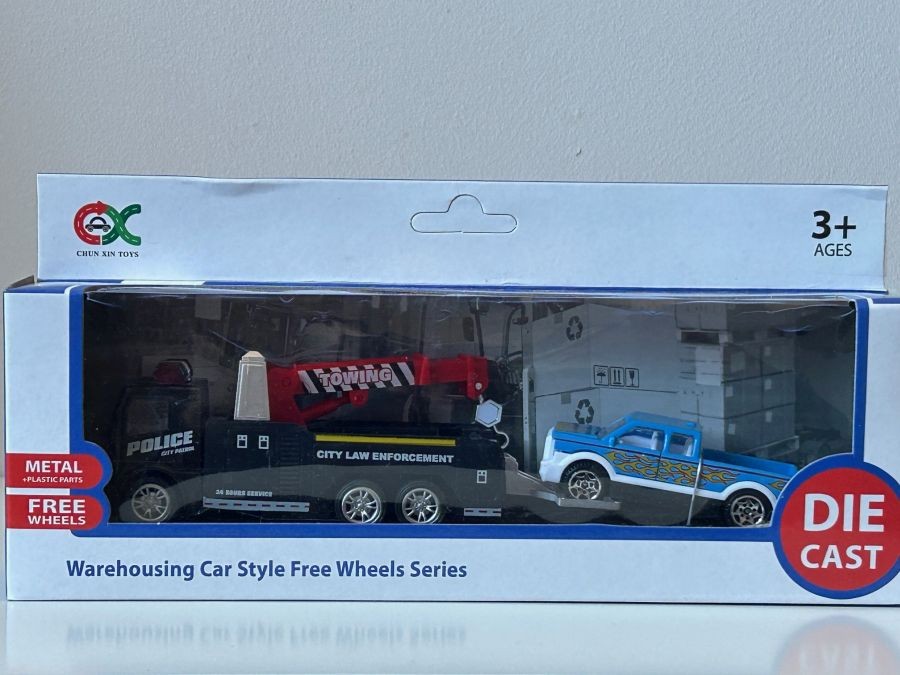 CX
CHUN XIN TOYS
3+
AGES
TOWING
POLICE
CITY PATROL
CITY LAW ENFORCEMENT
24 HOURS SERVICE
METAL
+PLASTIC PARTS
FREE
WHEELS
DIE
CAST
Warehousing Car Style Free Wheels Series